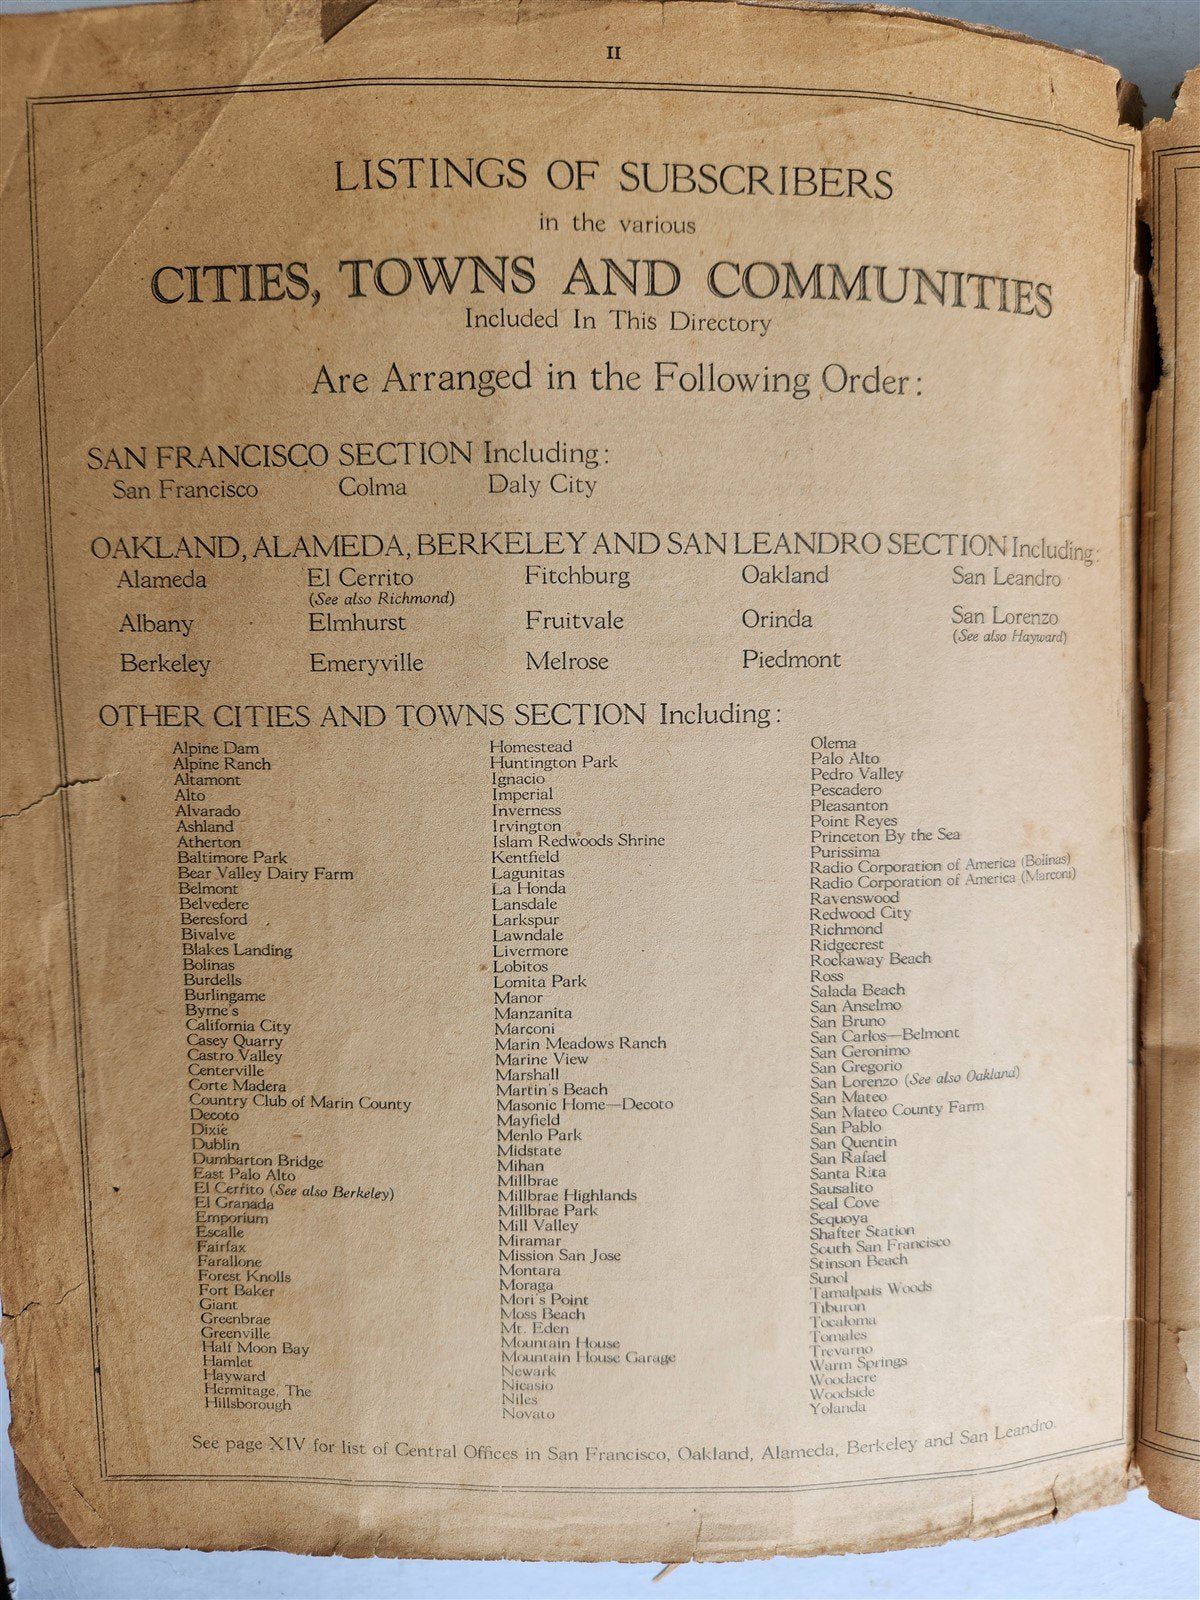 II
LISTINGS OF SUBSCRIBERS
in the various
CITIES, TOWNS AND COMMUNITIES
Included In This Directory
Are Arranged in the Following Order:
SAN FRANCISCO SECTION Including:
San Francisco Colma Daly City
OAKLAND, ALAMEDA, BERKELEY AND SAN LEANDRO SECTION Including:
Alameda El Cerrito Fitchburg Oakland San Leandro
(See also Richmond)
Albany Elmhurst Fruitvale Orinda San Lorenzo
(See also Hayward)
Berkeley Emeryville Melrose Piedmont
OTHER CITIES AND TOWNS SECTION Including:
Alpine Dam
Alpine Ranch
Altamont
Alto
Alvarado
Ashland
Atherton
Baltimore Park
Bear Valley Dairy Farm
Belmont
Belvedere
Beresford
Bivalve
Blakes Landing
Bolinas
Burdells
Burlingame
Byrne's
California City
Casey Quarry
Castro Valley
Centerville
Corte Madera
Country Club of Marin County
Decoto
Dixie
Dublin
Dumbarton Bridge
East Palo Alto
El Cerrito (See also Berkeley)
El Granada
Emporium
Escalle
Fairfax
Farallone
Forest Knolls
Fort Baker
Giant
Greenbrae
Greenville
Half Moon Bay
Hamlet
Hayward
Hermitage, The
Hillsborough
Homestead
Huntington Park
Ignacio
Imperial
Inverness
Irvington
Islam Redwoods Shrine
Kentfield
Lagunitas
La Honda
Lansdale
Larkspur
Lawndale
Livermore
Lobitos
Lomita Park
Manor
Manzanita
Marconi
Marin Meadows Ranch
Marine View
Marshall
Martin's Beach
Masonic Home—Decoto
Mayfield
Menlo Park
Midstate
Mihan
Millbrae
Millbrae Highlands
Millbrae Park
Mill Valley
Miramar
Mission San Jose
Montara
Moraga
Mori's Point
Moss Beach
Mt. Eden
Mountain House
Mountain House Garage
Newark
Nicasio
Niles
Novato
Olema
Palo Alto
Pedro Valley
Pescadero
Pleasanton
Point Reyes
Princeton By the Sea
Purissima
Radio Corporation of America (Bolinas)
Radio Corporation of America (Marconi)
Ravenswood
Redwood City
Richmond
Ridgecrest
Rockaway Beach
Ross
Salada Beach
San Anselmo
San Bruno
San Carlos—Belmont
San Geronimo
San Gregorio
San Lorenzo (See also Oakland)
San Mateo
San Mateo County Farm
San Pablo
San Quentin
San Rafael
Santa Rita
Sausalito
Seal Cove
Sequoya
Shafter Station
South San Francisco
Stinson Beach
Sunol
Tamalpais Woods
Tiburon
Tocaloma
Tomales
Trevarno
Warm Springs
Woodacre
Woodside
Yolanda
See page XIV for list of Central Offices in San Francisco, Oakland, Alameda, Berkeley and San Leandro.